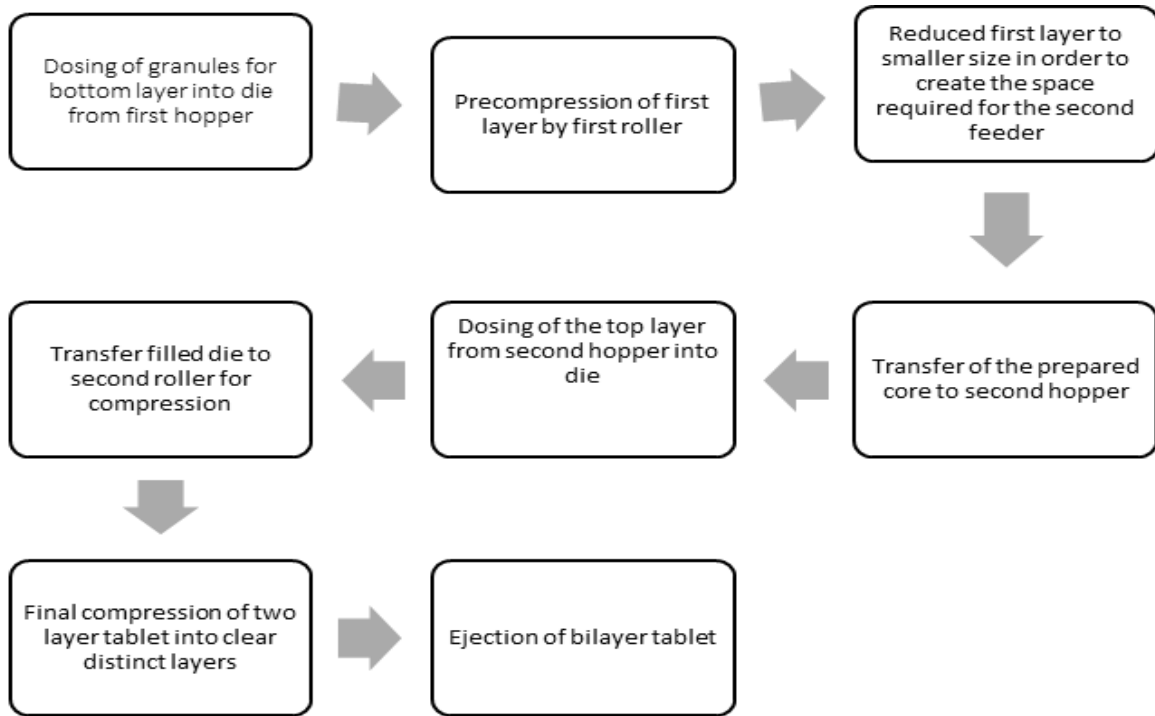 Dosing of granules for
bottom layer into die
from first hopper
Precompression of first
layer by first roller
Reduced first layer to
smaller size in order to
create the space
required for the second
feeder
Transfer of the prepared
core to second hopper
Dosing of the top layer
from second hopper into
die
Transfer filled die to
second roller for
compression
Final compression of two
layer tablet into clear
distinct layers
Ejection of bilayer tablet